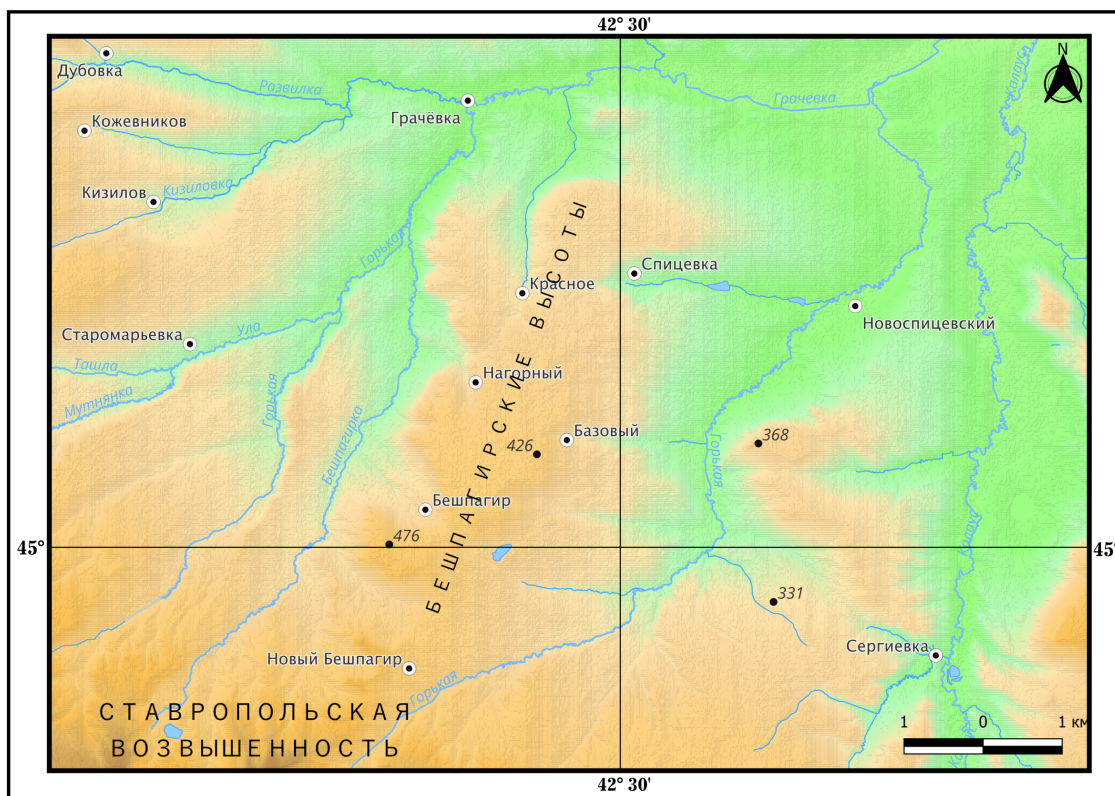 42° 30'
N
Дубовка
Развилка
Калаус
Грачёвка
Грачёвка
Кожевников
Кизилов
Кизиловка
Горькая
Красное
Спицевка
Новоспицевский
Старомарьевка
Ула
Ташла
Мутнянка
Горькая
Бешпагирка
Нагорный
БЕШПАГИРСКИЕ ВЫСОТЫ
Базовый
426
368
Горькая
Бешпагир
476
45°
45°
Калаус
331
Сергиевка
Новый Бешпагир
Горькая
СТАВРОПОЛЬСКАЯ
ВОЗВЫШЕННОСТЬ
1 0 1 км
42° 30'